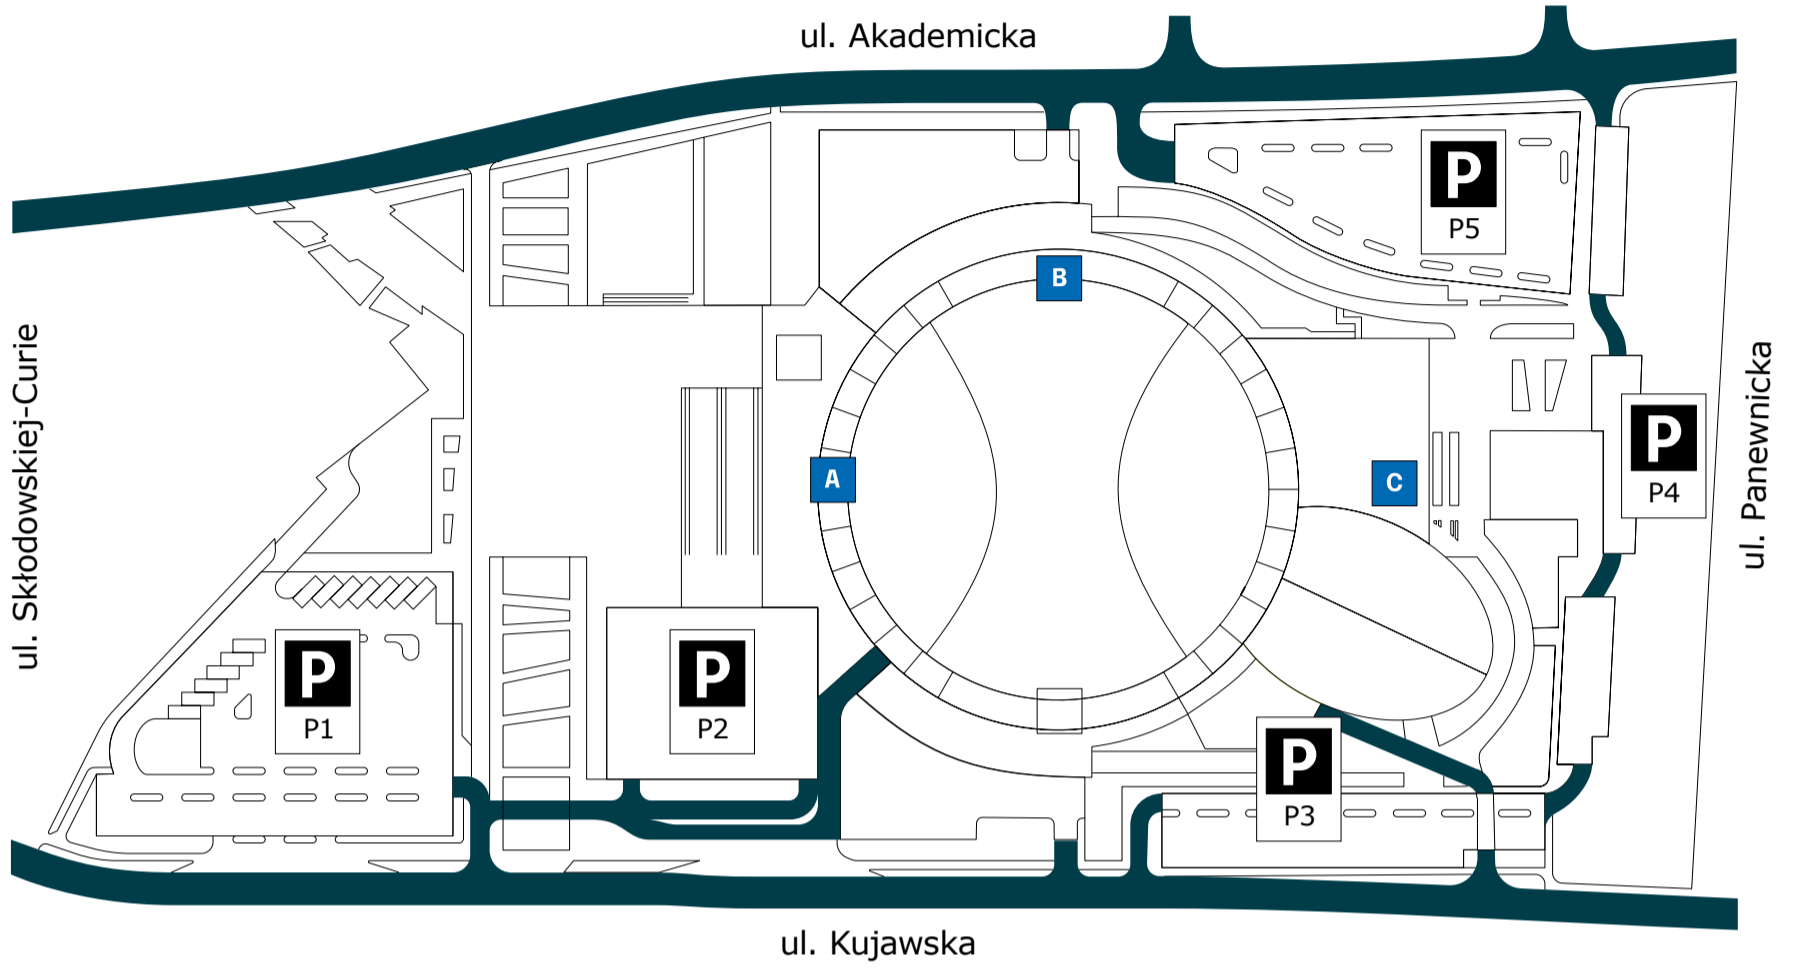 ul. Akademicka
P
P5
B
ul. Skłodowskiej-Curie
ul. Panewnicka
P
P4
A
C
P
P1
P
P2
P
P3
ul. Kujawska